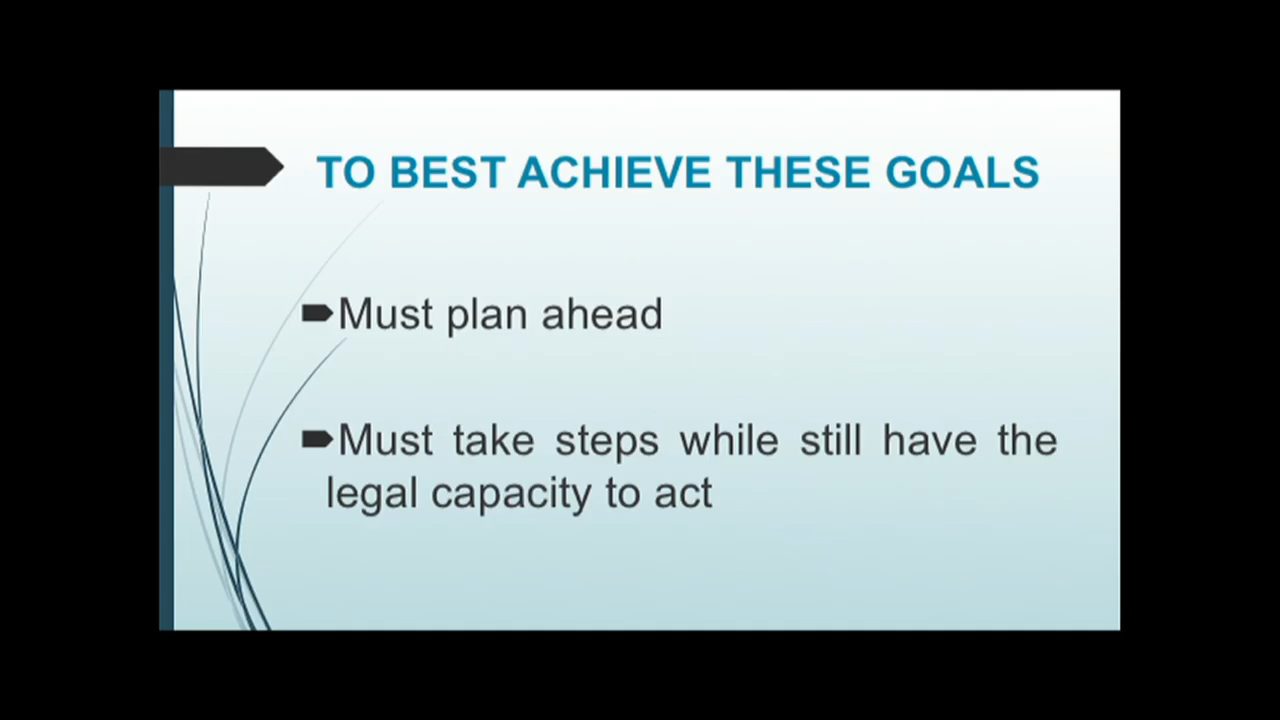 TO BEST ACHIEVE THESE GOALS
Must plan ahead
Must take steps while still have the
legal capacity to act